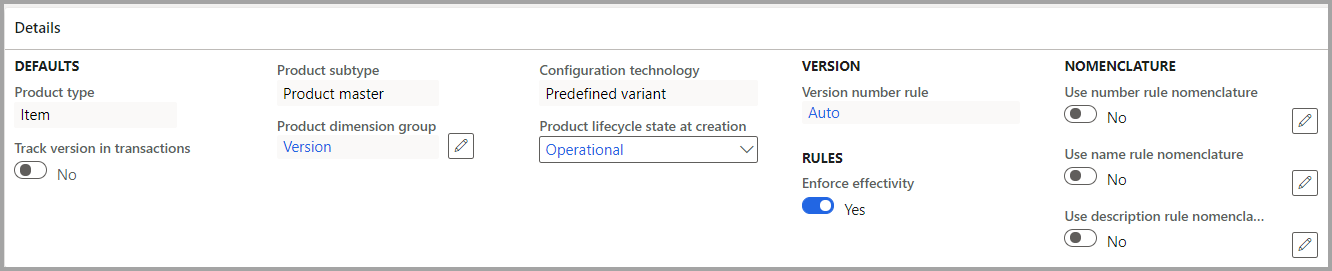 Details
DEFAULTS
Product type
Item
Track version in transactions
No
Product subtype
Product master
Product dimension group
Version
Configuration technology
Predefined variant
Product lifecycle state at creation
Operational
VERSION
Version number rule
Auto
RULES
Enforce effectivity
Yes
NOMENCLATURE
Use number rule nomenclature
No
Use name rule nomenclature
No
Use description rule nomencla...
No